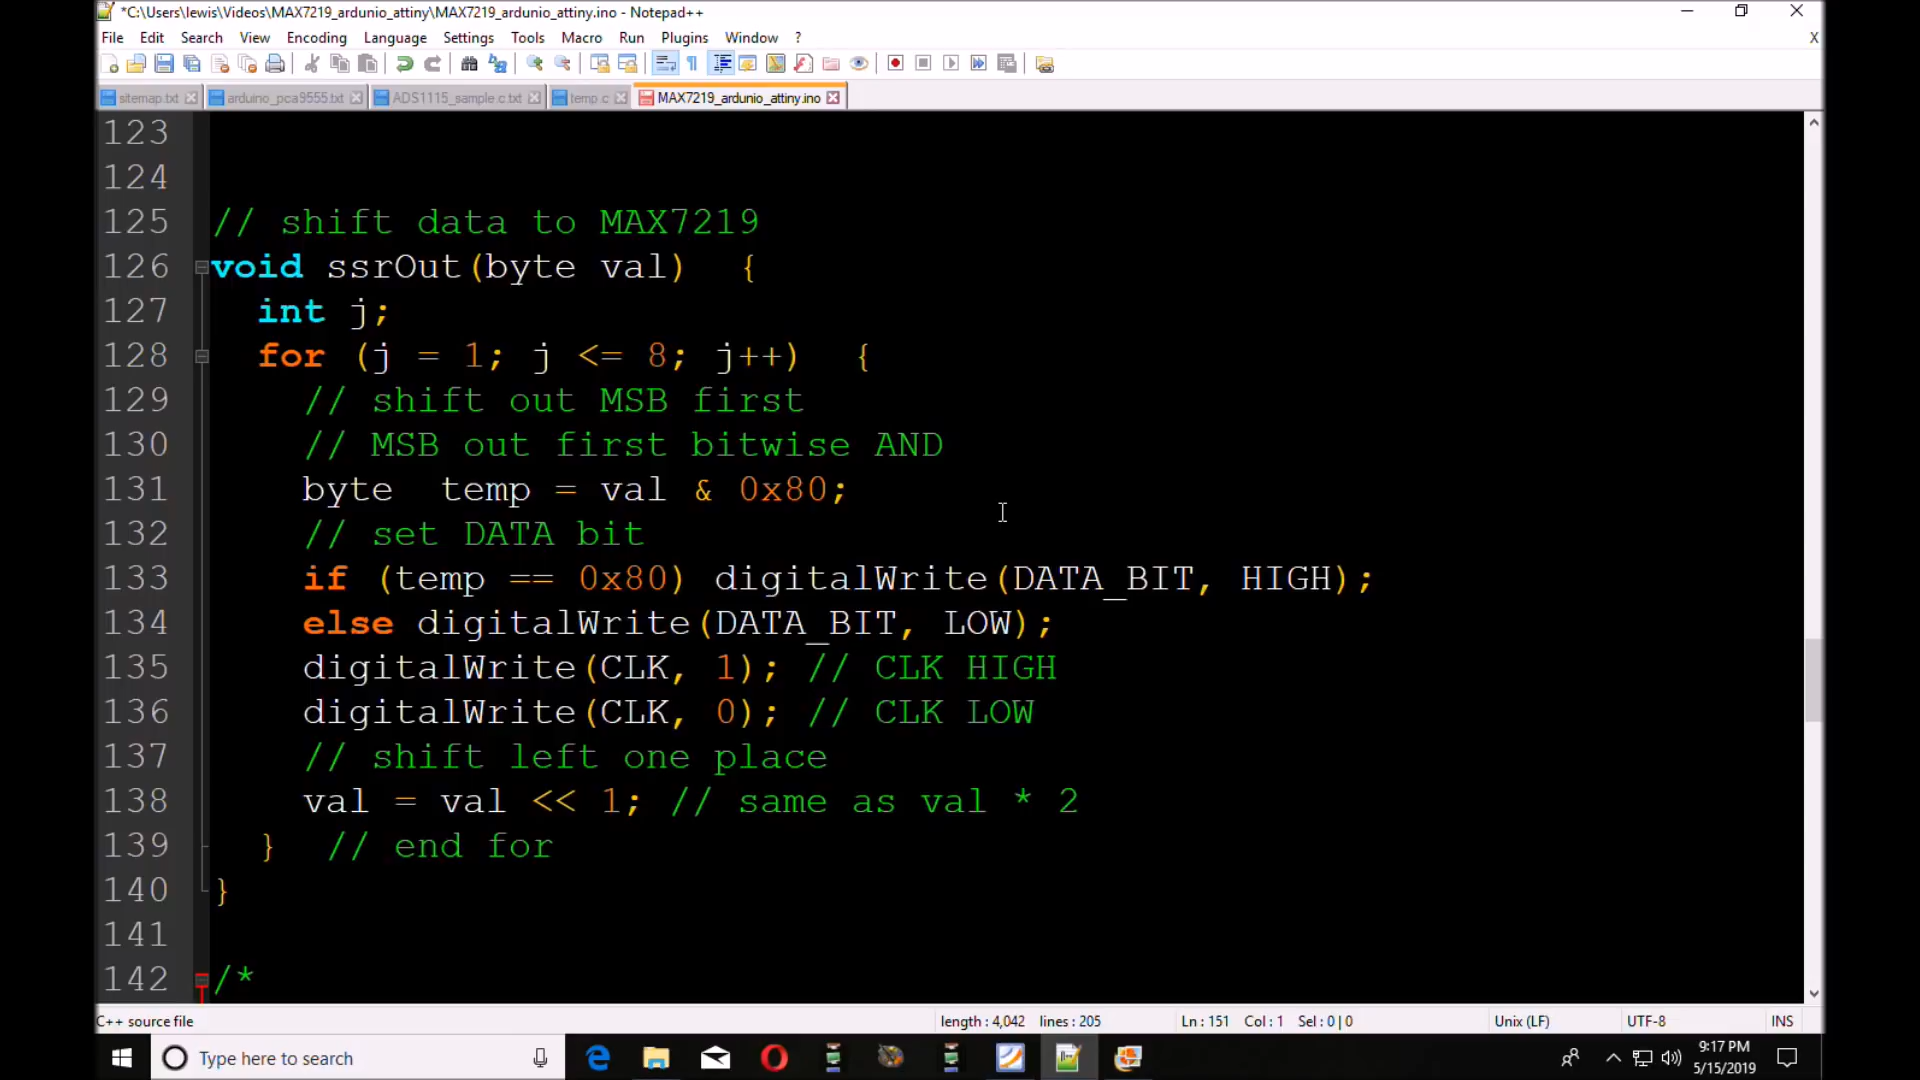 *C:\Users\lewis\Videos\MAX7219_ardunio_attiny\MAX7219_ardunio_attiny.ino - Notepad++
File Edit Search View Encoding Language Settings Tools Macro Run Plugins Window ? X
sitemap.txt arduino_pca9555.txt ADS1115_sample.c.txt temp.c MAX7219_ardunio_attiny.ino
123
124
125 // shift data to MAX7219
126 void ssrOut(byte val) {
127 int j;
128 for (j = 1; j <= 8; j++) {
129 // shift out MSB first
130 // MSB out first bitwise AND
131 byte temp = val & 0x80;
132 // set DATA bit
133 if (temp == 0x80) digitalWrite(DATA_BIT, HIGH);
134 else digitalWrite(DATA_BIT, LOW);
135 digitalWrite(CLK, 1); // CLK HIGH
136 digitalWrite(CLK, 0); // CLK LOW
137 // shift left one place
138 val = val << 1; // same as val * 2
139 } // end for
140 }
141
142 /*
C++ source file length : 4,042 lines : 205 Ln : 151 Col : 1 Sel : 0 | 0 Unix (LF) UTF-8 INS
Type here to search
9:17 PM
5/15/2019